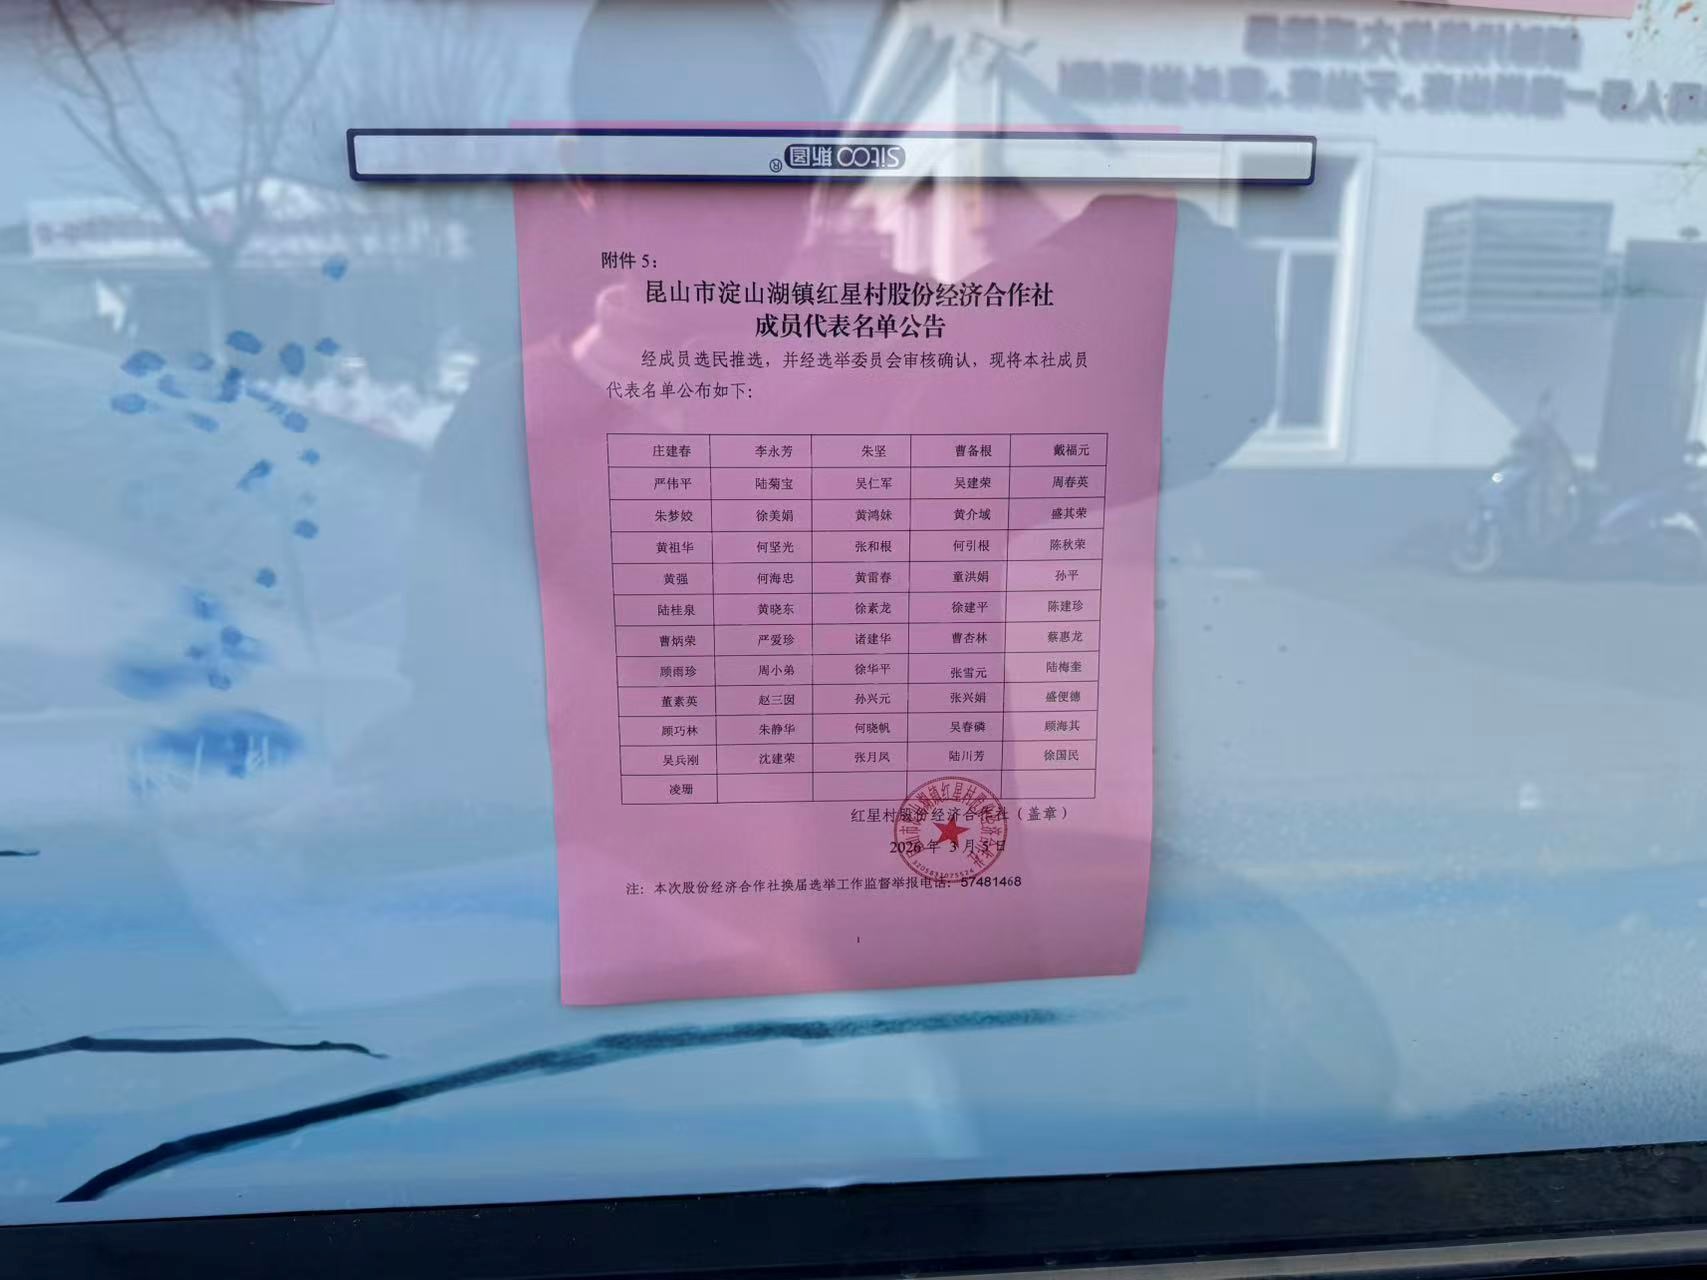 sitoo 斯图®
附件 5：
昆山市淀山湖镇红星村股份经济合作社
成员代表名单公告
经成员选民推选，并经选举委员会审核确认，现将本社成员
代表名单公布如下：
庄建春 李永芳 朱坚 曹备根 戴福元
严伟平 陆菊宝 吴仁军 吴建荣 周春英
朱梦姣 徐美娟 黄鸿妹 黄介域 盛其荣
黄祖华 何坚光 张和根 何引根 陈秋荣
黄强 何海忠 黄雷春 童洪娟 孙平
陆桂泉 黄晓东 徐素龙 徐建平 陈建珍
曹炳荣 严爱珍 诸建华 曹杏林 蔡惠龙
顾雨珍 周小弟 徐华平 张雪元 陆梅奎
董素英 赵三囡 孙兴元 张兴娟 盛便德
顾巧林 朱静华 何晓帆 吴春磷 顾海其
吴兵刚 沈建荣 张月凤 陆川芳 徐国民
凌珊
红星村股份经济合作社（盖章）
2026 年 3 月 5 日
注：本次股份经济合作社换届选举工作监督举报电话：57481468
1